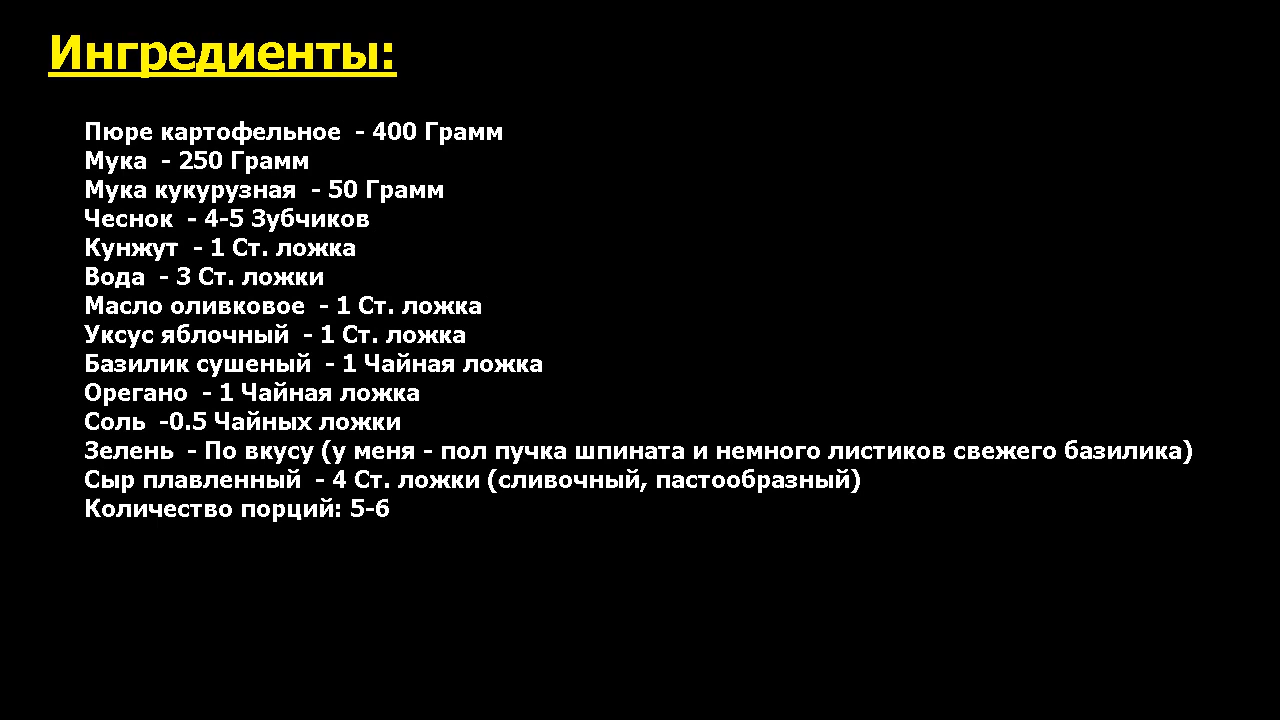 Ингредиенты:
Пюре картофельное  - 400 Грамм
Мука  - 250 Грамм
Мука кукурузная  - 50 Грамм
Чеснок  - 4-5 Зубчиков
Кунжут  - 1 Ст. ложка
Вода  - 3 Ст. ложки
Масло оливковое  - 1 Ст. ложка
Уксус яблочный  - 1 Ст. ложка
Базилик сушеный  - 1 Чайная ложка
Орегано  - 1 Чайная ложка
Соль  -0.5 Чайных ложки
Зелень  - По вкусу (у меня - пол пучка шпината и немного листиков свежего базилика)
Сыр плавленный  - 4 Ст. ложки (сливочный, пастообразный)
Количество порций: 5-6